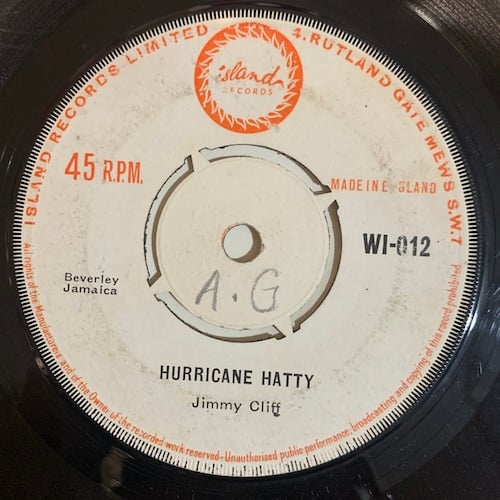 ISLAND RECORDS LIMITED
4. RUTLAND GATE MEWS S.W.7
island
RECORDS
45 R.P.M.
MADE IN E GLAND
WI-012
Beverley
Jamaica
A.G
HURRICANE HATTY
Jimmy Cliff
All rights of the Manufacturers and of the Owner of the recorded work reserved-Unauthorised public performance, broadcasting and copying of this record prohibited